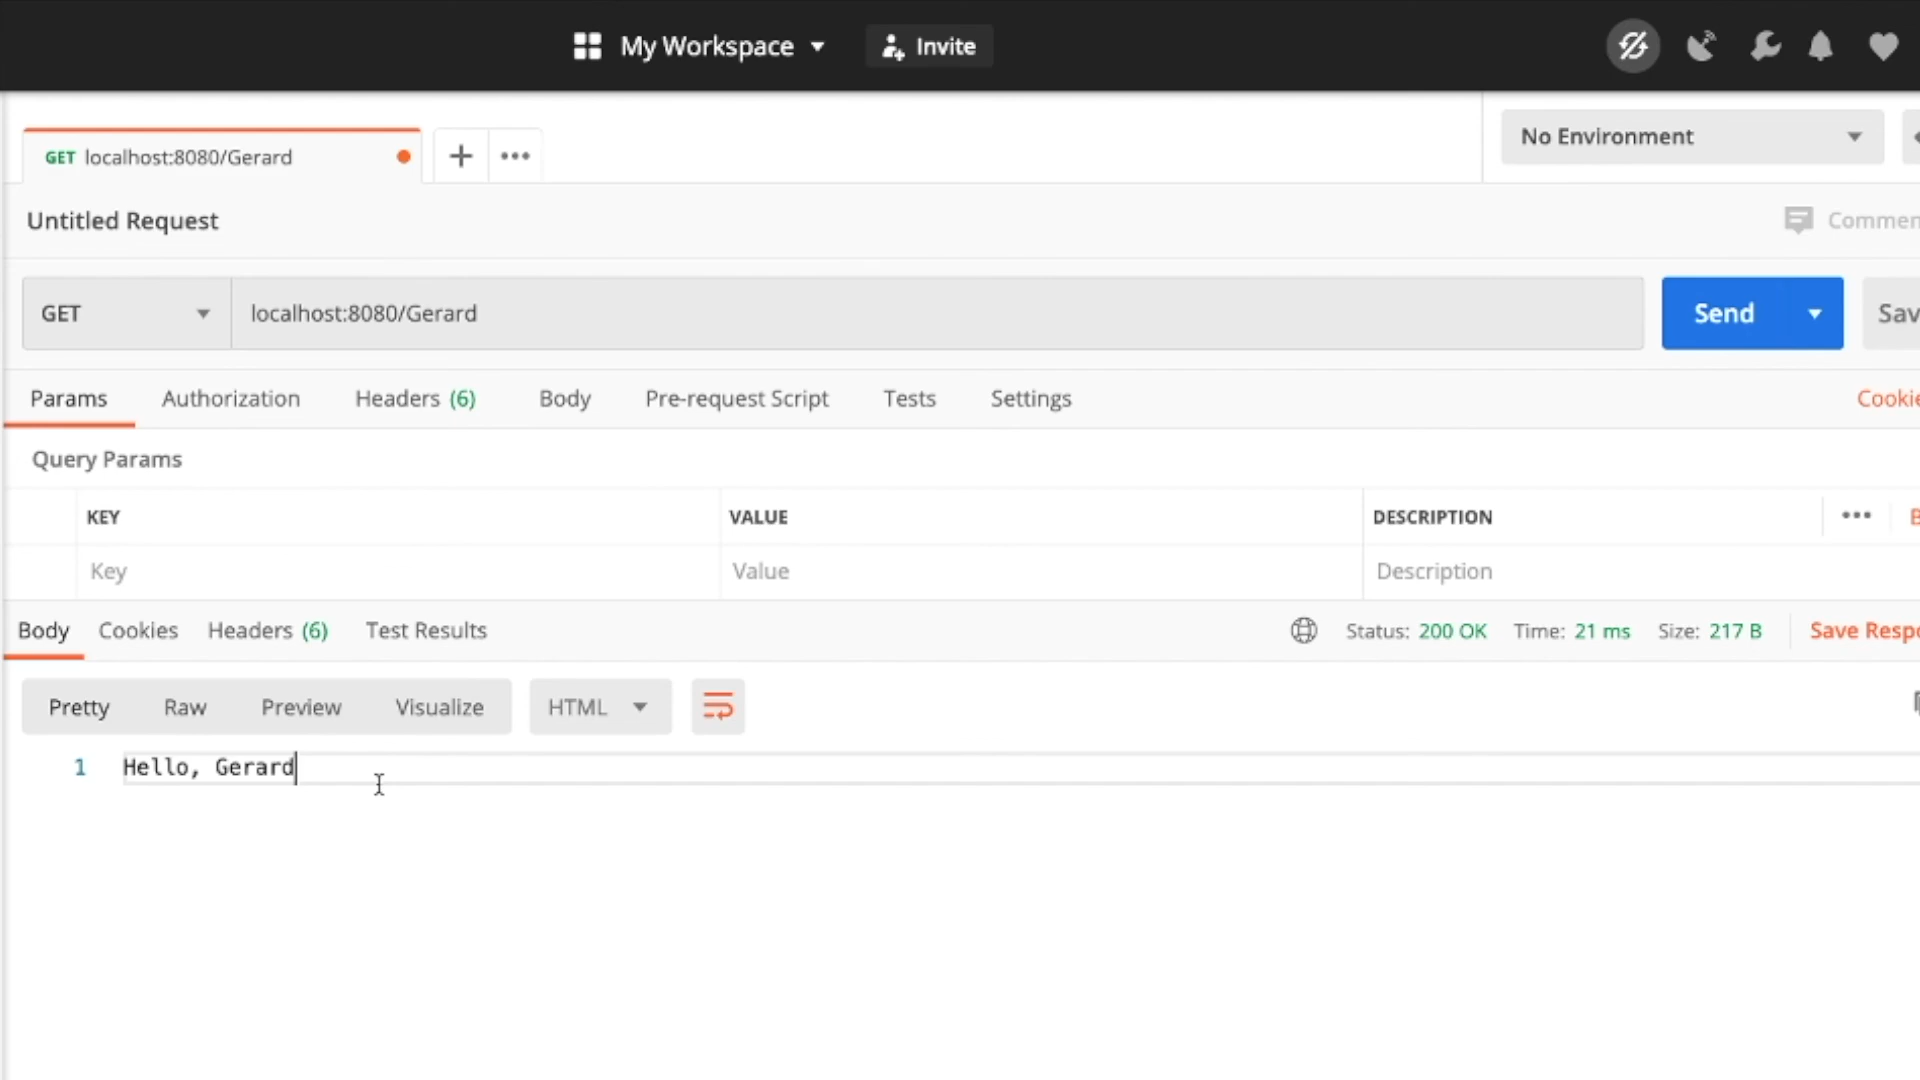 My Workspace
Invite
GET localhost:8080/Gerard
No Environment
Untitled Request
GET
localhost:8080/Gerard
Send
Params
Authorization
Headers (6)
Body
Pre-request Script
Tests
Settings
Query Params
KEY
VALUE
DESCRIPTION
Key
Value
Description
Body
Cookies
Headers (6)
Test Results
Status: 200 OK
Time: 21 ms
Size: 217 B
Save
Pretty
Raw
Preview
Visualize
HTML
1
Hello, Gerard